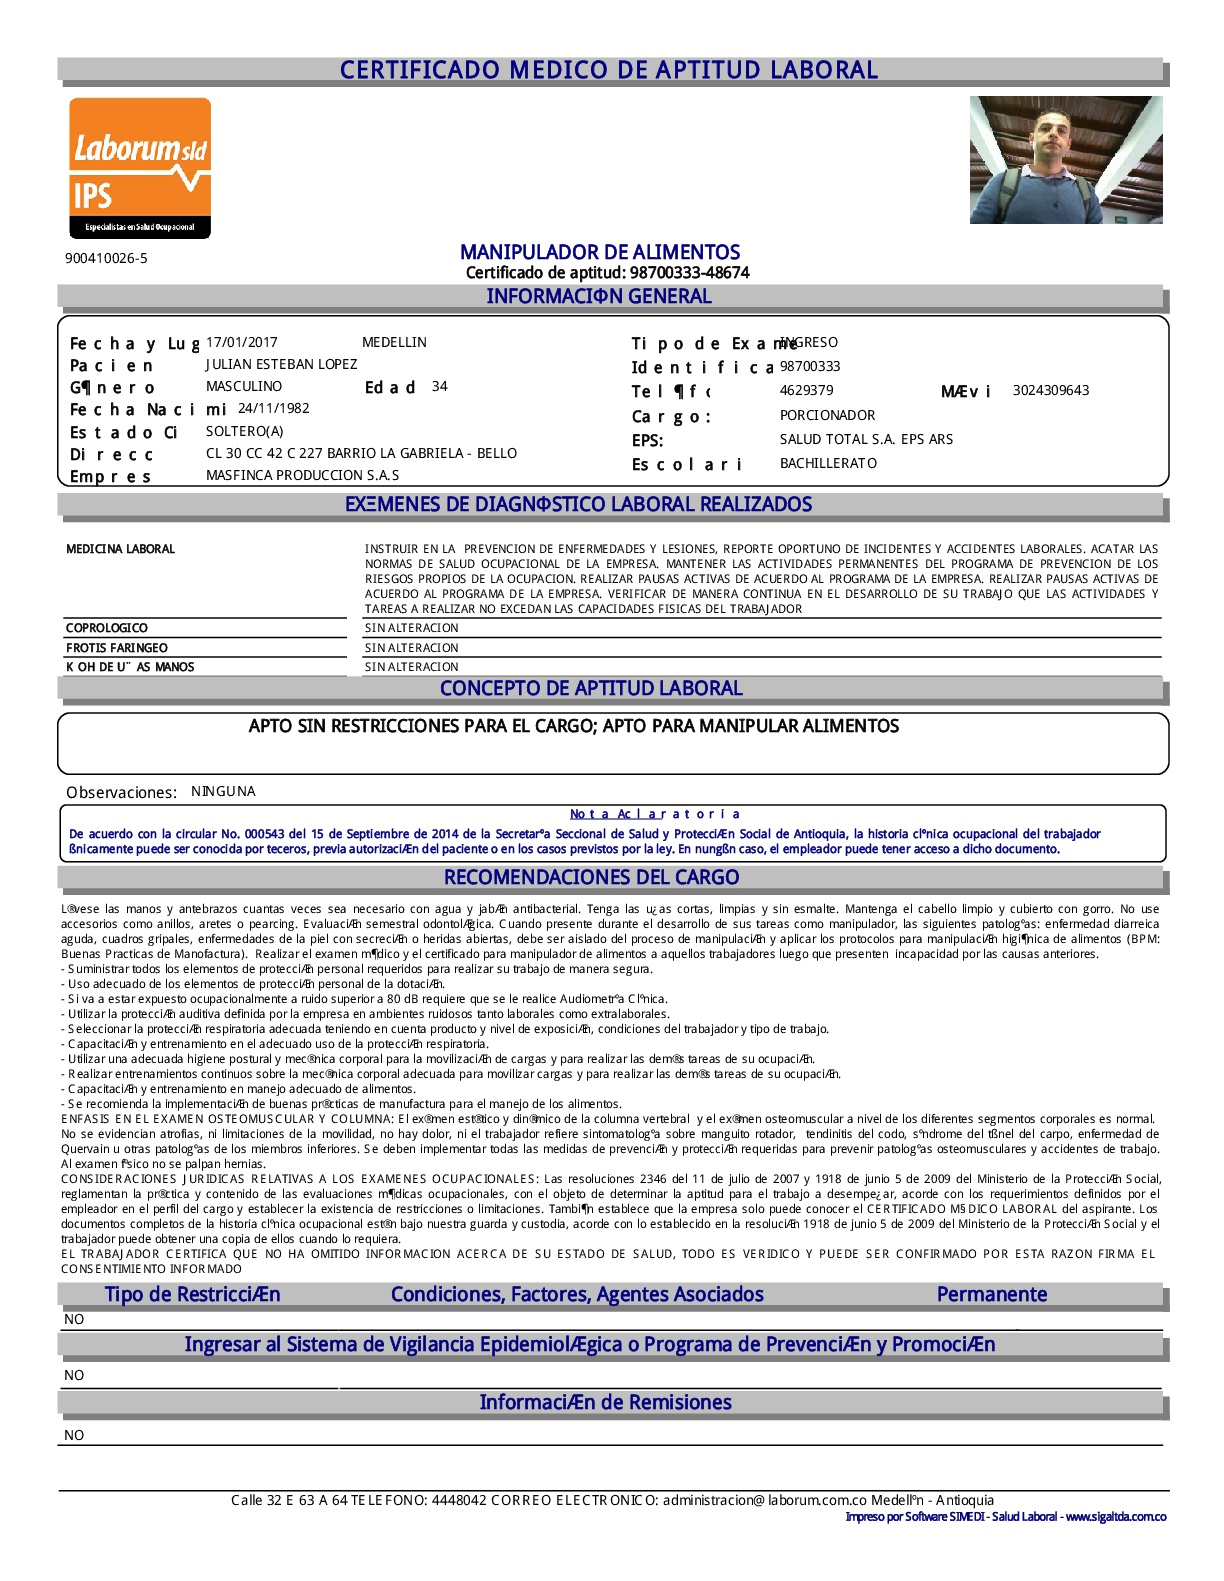 CERTIFICADO MEDICO DE APTITUD LABORAL
Laborum sld
IPS
Especialistas en Salud Ocupacional
900410026-5
MANIPULADOR DE ALIMENTOS
Certificado de aptitud: 98700333-48674
INFORMACIΦN GENERAL
Fecha y Lug 17/01/2017 MEDELLIN Tipo de Exame INGRESO
Pacien JULIAN ESTEBAN LOPEZ Identifica 98700333
G¶nero MASCULINO Edad 34 Tel¶fc 4629379 MÆvi 3024309643
Fecha Nacimi 24/11/1982 Cargo: PORCIONADOR
Estado Ci SOLTERO(A) EPS: SALUD TOTAL S.A. EPS ARS
Direcc CL 30 CC 42 C 227 BARRIO LA GABRIELA - BELLO Escolari BACHILLERATO
Empres MASFINCA PRODUCCION S.A.S
EXΞMENES DE DIAGNΦSTICO LABORAL REALIZADOS
MEDICINA LABORAL INSTRUIR EN LA PREVENCION DE ENFERMEDADES Y LESIONES, REPORTE OPORTUNO DE INCIDENTES Y ACCIDENTES LABORALES. ACATAR LAS
NORMAS DE SALUD OCUPACIONAL DE LA EMPRESA. MANTENER LAS ACTIVIDADES PERMANENTES DEL PROGRAMA DE PREVENCION DE LOS
RIESGOS PROPIOS DE LA OCUPACION. REALIZAR PAUSAS ACTIVAS DE ACUERDO AL PROGRAMA DE LA EMPRESA. REALIZAR PAUSAS ACTIVAS DE
ACUERDO AL PROGRAMA DE LA EMPRESA. VERIFICAR DE MANERA CONTINUA EN EL DESARROLLO DE SU TRABAJO QUE LAS ACTIVIDADES Y
TAREAS A REALIZAR NO EXCEDAN LAS CAPACIDADES FISICAS DEL TRABAJADOR
COPROLOGICO SIN ALTERACION
FROTIS FARINGEO SIN ALTERACION
KOH DE U¨AS MANOS SIN ALTERACION
CONCEPTO DE APTITUD LABORAL
APTO SIN RESTRICCIONES PARA EL CARGO; APTO PARA MANIPULAR ALIMENTOS
Observaciones: NINGUNA
Nota Aclaratoria
De acuerdo con la circular No. 000543 del 15 de Septiembre de 2014 de la Secretarºa Seccional de Salud y ProtecciÆn Social de Antioquia, la historia clºnica ocupacional del trabajador
ßnicamente puede ser conocida por teceros, previa autorizaciÆn del paciente o en los casos previstos por la ley. En nungßn caso, el empleador puede tener acceso a dicho documento.
RECOMENDACIONES DEL CARGO
L®vese las manos y antebrazos cuantas veces sea necesario con agua y jabÆn antibacterial. Tenga las u¿as cortas, limpias y sin esmalte. Mantenga el cabello limpio y cubierto con gorro. No use
accesorios como anillos, aretes o pearcing. EvaluaciÆn semestral odontolÆgica. Cuando presente durante el desarrollo de sus tareas como manipulador, las siguientes patologºas: enfermedad diarreica
aguda, cuadros gripales, enfermedades de la piel con secreciÆn o heridas abiertas, debe ser aislado del proceso de manipulaciÆn y aplicar los protocolos para manipulaciÆn higi¶nica de alimentos (BPM:
Buenas Practicas de Manofactura). Realizar el examen m¶dico y el certificado para manipulador de alimentos a aquellos trabajadores luego que presenten incapacidad por las causas anteriores.
- Suministrar todos los elementos de protecciÆn personal requeridos para realizar su trabajo de manera segura.
- Uso adecuado de los elementos de protecciÆn personal de la dotaciÆn.
- Si va a estar expuesto ocupacionalmente a ruido superior a 80 dB requiere que se le realice Audiometrºa Clºnica.
- Utilizar la protecciÆn auditiva definida por la empresa en ambientes ruidosos tanto laborales como extralaborales.
- Seleccionar la protecciÆn respiratoria adecuada teniendo en cuenta producto y nivel de exposiciÆn, condiciones del trabajador y tipo de trabajo.
- CapacitaciÆn y entrenamiento en el adecuado uso de la protecciÆn respiratoria.
- Utilizar una adecuada higiene postural y mec®nica corporal para la movilizaciÆn de cargas y para realizar las dem®s tareas de su ocupaciÆn.
- Realizar entrenamientos continuos sobre la mec®nica corporal adecuada para movilizar cargas y para realizar las dem®s tareas de su ocupaciÆn.
- CapacitaciÆn y entrenamiento en manejo adecuado de alimentos.
- Se recomienda la implementaciÆn de buenas pr®cticas de manufactura para el manejo de los alimentos.
ENFASIS EN EL EXAMEN OSTEOMUSCULAR Y COLUMNA: El ex®men est®tico y din®mico de la columna vertebral y el ex®men osteomuscular a nivel de los diferentes segmentos corporales es normal.
No se evidencian atrofias, ni limitaciones de la movilidad, no hay dolor, ni el trabajador refiere sintomatologºa sobre manguito rotador, tendinitis del codo, sºndrome del tßnel del carpo, enfermedad de
Quervain u otras patologºas de los miembros inferiores. Se deben implementar todas las medidas de prevenciÆn y protecciÆn requeridas para prevenir patologºas osteomusculares y accidentes de trabajo.
Al examen fºsico no se palpan hernias.
CONSIDERACIONES JURIDICAS RELATIVAS A LOS EXAMENES OCUPACIONALES: Las resoluciones 2346 del 11 de julio de 2007 y 1918 de junio 5 de 2009 del Ministerio de la ProtecciÆn Social,
reglamentan la pr®ctica y contenido de las evaluaciones m¶dicas ocupacionales, con el objeto de determinar la aptitud para el trabajo a desempe¿ar, acorde con los requerimientos definidos por el
empleador en el perfil del cargo y establecer la existencia de restricciones o limitaciones. Tambi¶n establece que la empresa solo puede conocer el CERTIFICADO M§DICO LABORAL del aspirante. Los
documentos completos de la historia clºnica ocupacional est®n bajo nuestra guarda y custodia, acorde con lo establecido en la resoluciÆn 1918 de junio 5 de 2009 del Ministerio de la ProtecciÆn Social y el
trabajador puede obtener una copia de ellos cuando lo requiera.
EL TRABAJADOR CERTIFICA QUE NO HA OMITIDO INFORMACION ACERCA DE SU ESTADO DE SALUD, TODO ES VERIDICO Y PUEDE SER CONFIRMADO POR ESTA RAZON FIRMA EL
CONSENTIMIENTO INFORMADO
Tipo de RestricciÆn Condiciones, Factores, Agentes Asociados Permanente
NO
Ingresar al Sistema de Vigilancia EpidemiolÆgica o Programa de PrevenciÆn y PromociÆn
NO
InformaciÆn de Remisiones
NO
Calle 32 E 63 A 64 TELEFONO: 4448042 CORREO ELECTRONICO: administracion@laborum.com.co Medellºn - Antioquia
Impreso por Software SIMEDI - Salud Laboral - www.sigaltda.com.co